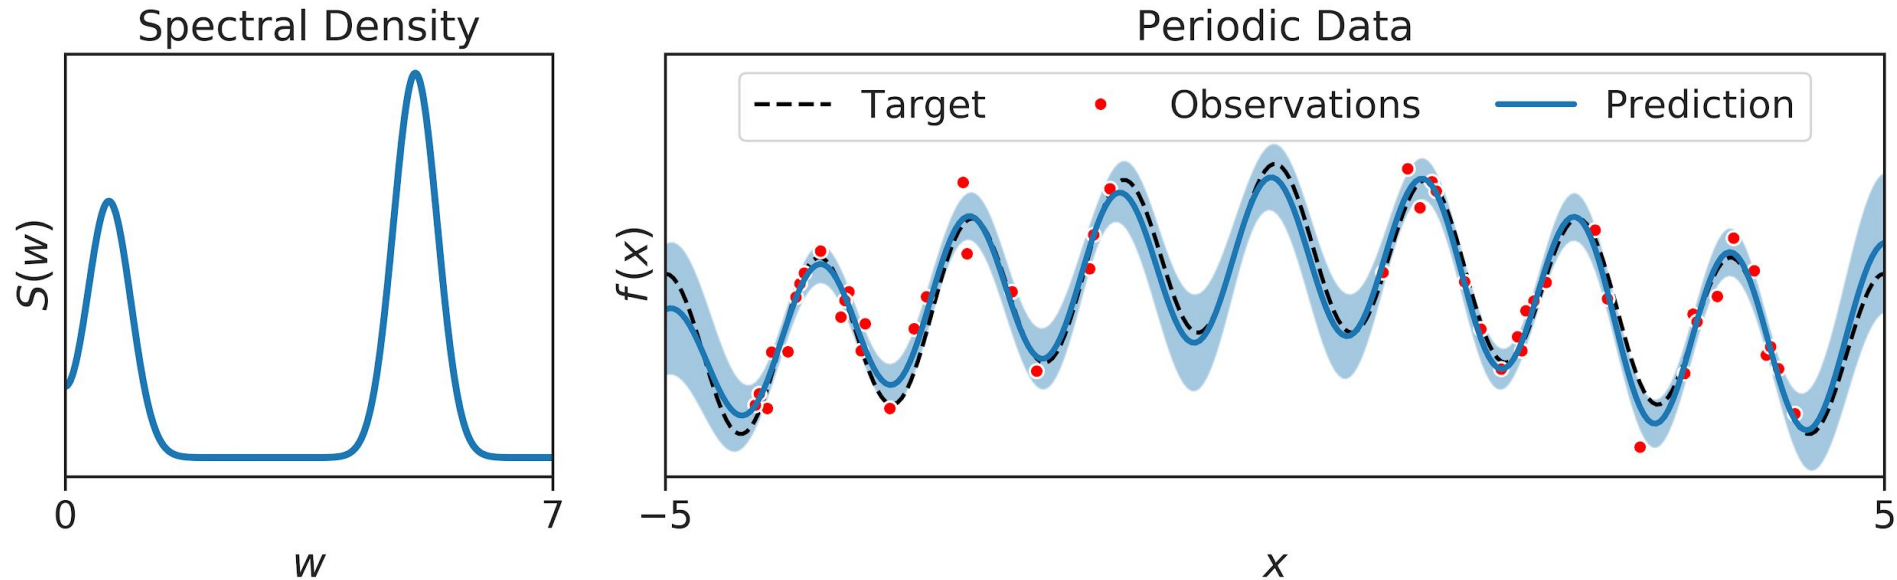 Spectral Density
S(w)
0 7
w
Periodic Data
Target Observations Prediction
f(x)
−5 5
x